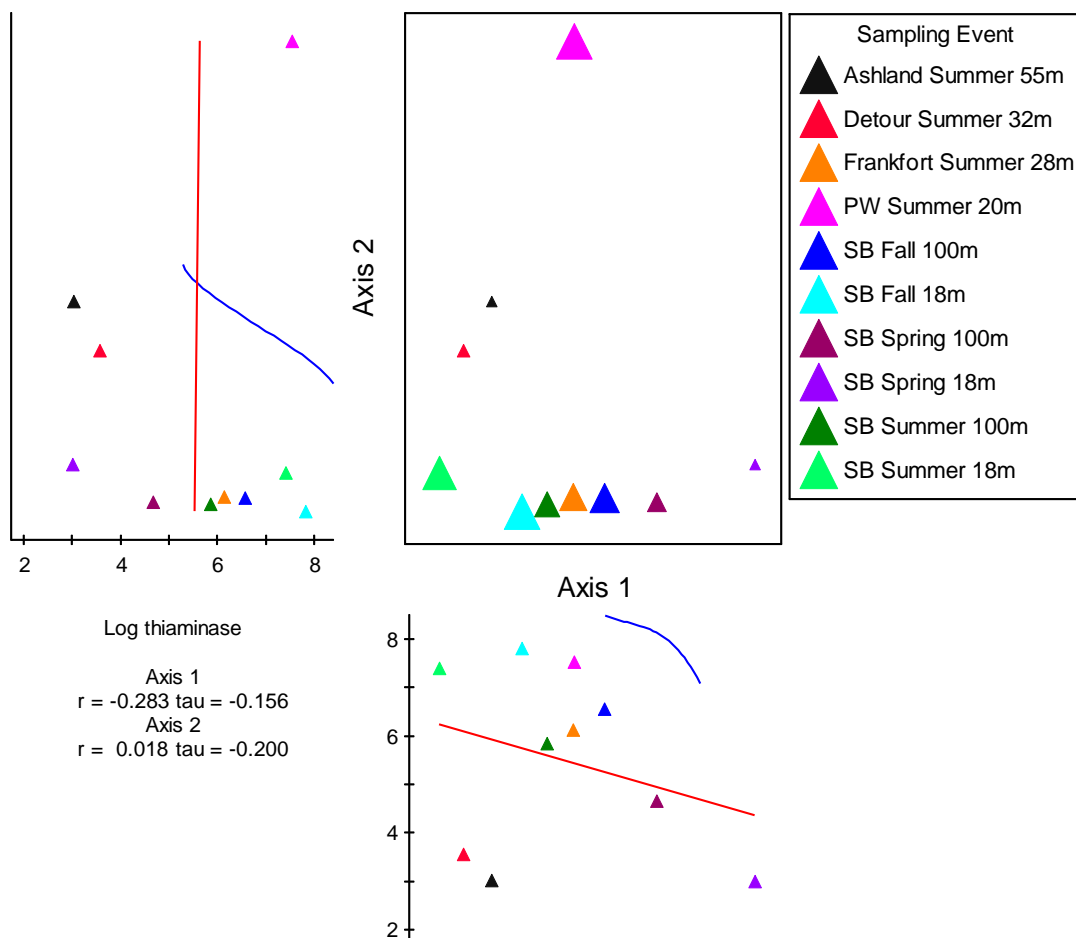 Sampling Event
Ashland Summer 55m
Detour Summer 32m
Frankfort Summer 28m
PW Summer 20m
SB Fall 100m
SB Fall 18m
SB Spring 100m
SB Spring 18m
SB Summer 100m
SB Summer 18m
Axis 2
2 4 6 8
Axis 1
Log thiaminase
Axis 1
r = -0.283 tau = -0.156
Axis 2
r = 0.018 tau = -0.200
8
6
4
2